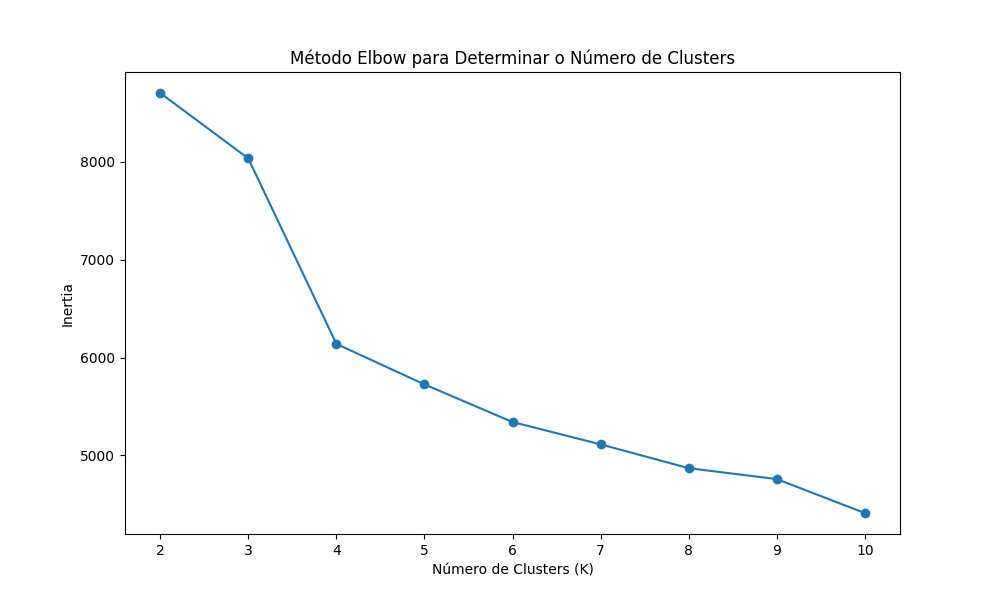 Método Elbow para Determinar o Número de Clusters
8000
7000
6000
5000
Inertia
2 3 4 5 6 7 8 9 10
Número de Clusters (K)